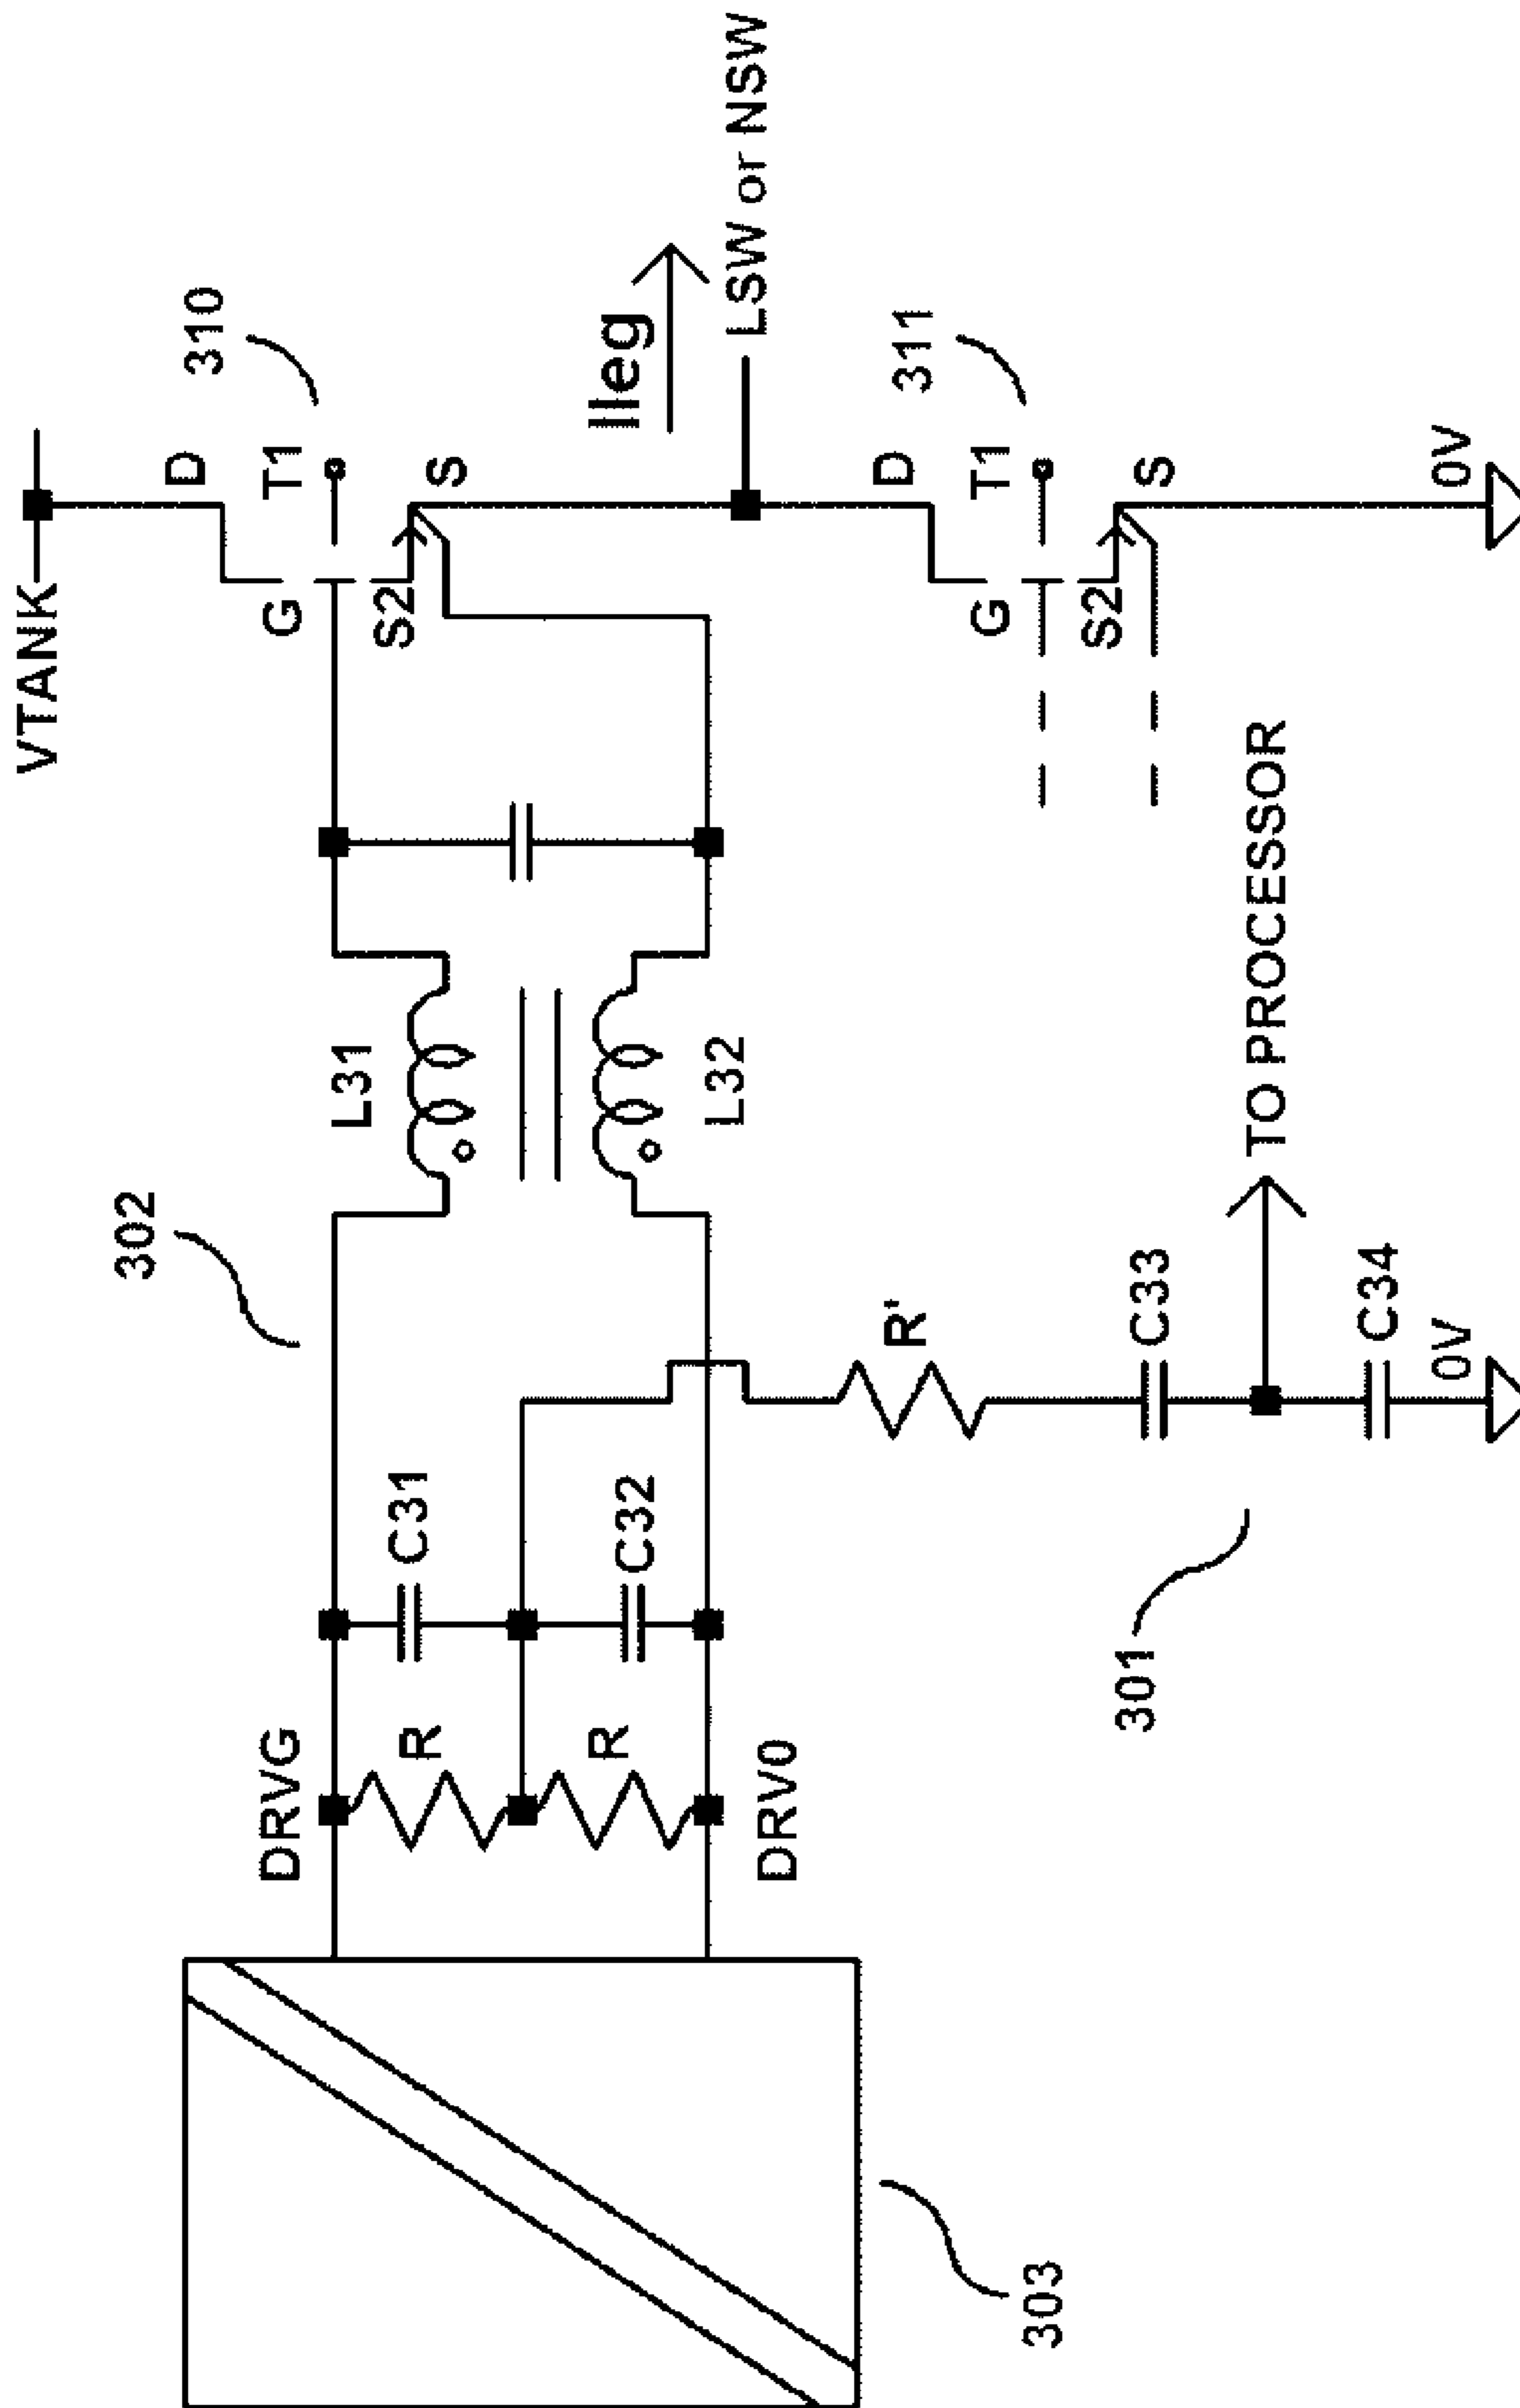 VTANK
D
310
G
T1
S2
S
Ileg
LSW or NSW
302
L31
L32
DRVG
R
C31
R
C32
DRV0
303
R'
301
C33
TO PROCESSOR
C34
0V
D
311
G
T1
S2
S
0V